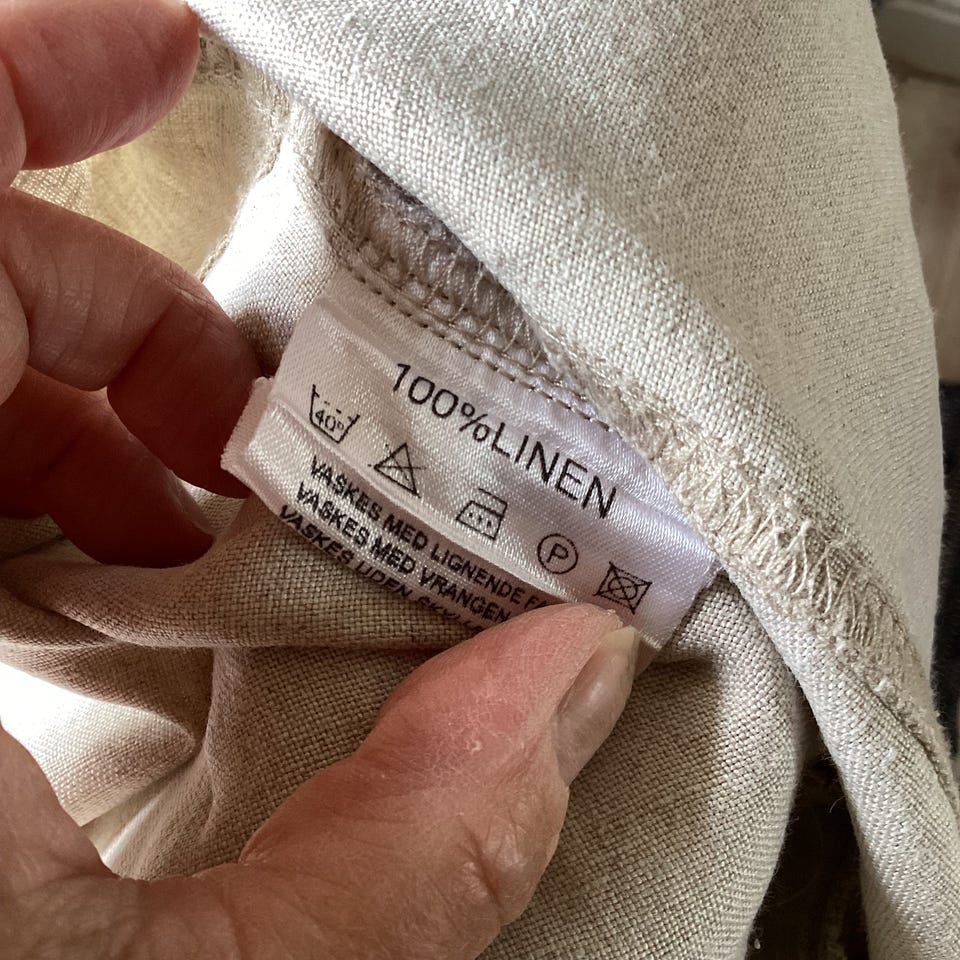 100%LINEN
40°
P
VASKES MED LIGNENDE
VASKES MED VRANGEN
VASKES UDEN